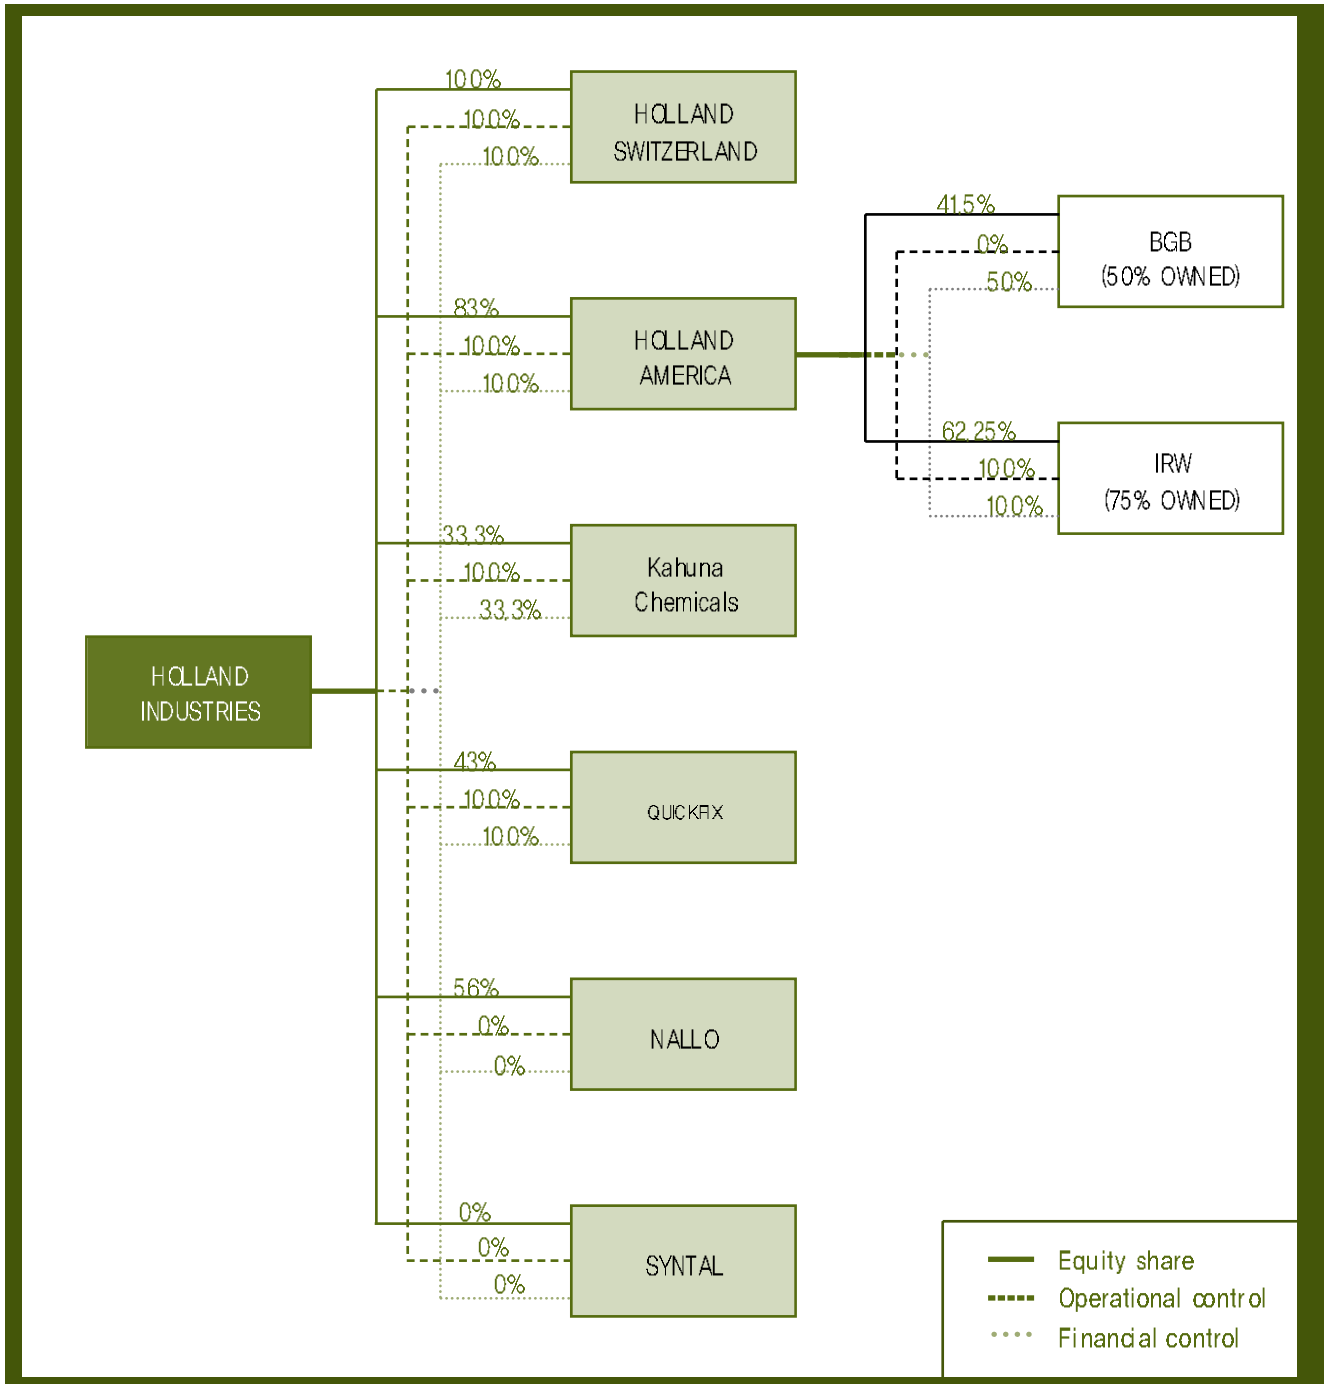 100%
100%
100%
HOLLAND
SWITZERLAND
41.5%
0%
50%
BGB
(50% OWNED)
83%
100%
100%
HOLLAND
AMERICA
62.25%
100%
100%
IRW
(75% OWNED)
33.3%
100%
33.3%
Kahuna
Chemicals
HOLLAND
INDUSTRIES
43%
100%
100%
QUICKFIX
56%
0%
0%
NALLO
0%
0%
0%
SYNTAL
Equity share
Operational control
Financial control